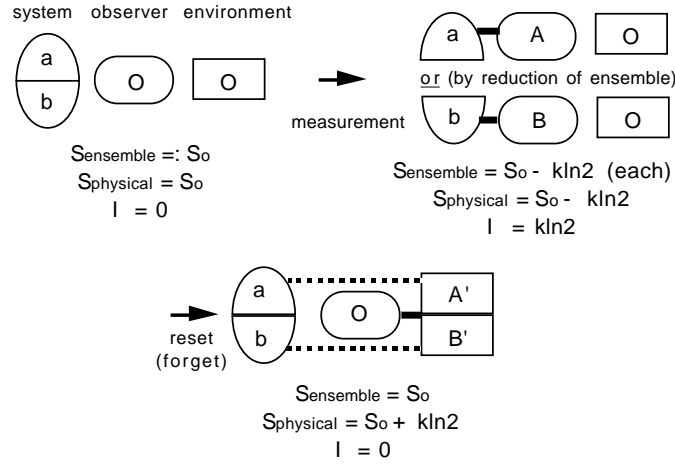 system observer environment
a
b
O
O
measurement
a
A
O
or (by reduction of ensemble)
b
B
O
Sensemble =: So
Sphysical = So
I = 0
Sensemble = So - kln2 (each)
Sphysical = So - kln2
I = kln2
reset
(forget)
a
b
O
A'
B'
Sensemble = So
Sphysical = So + kln2
I = 0